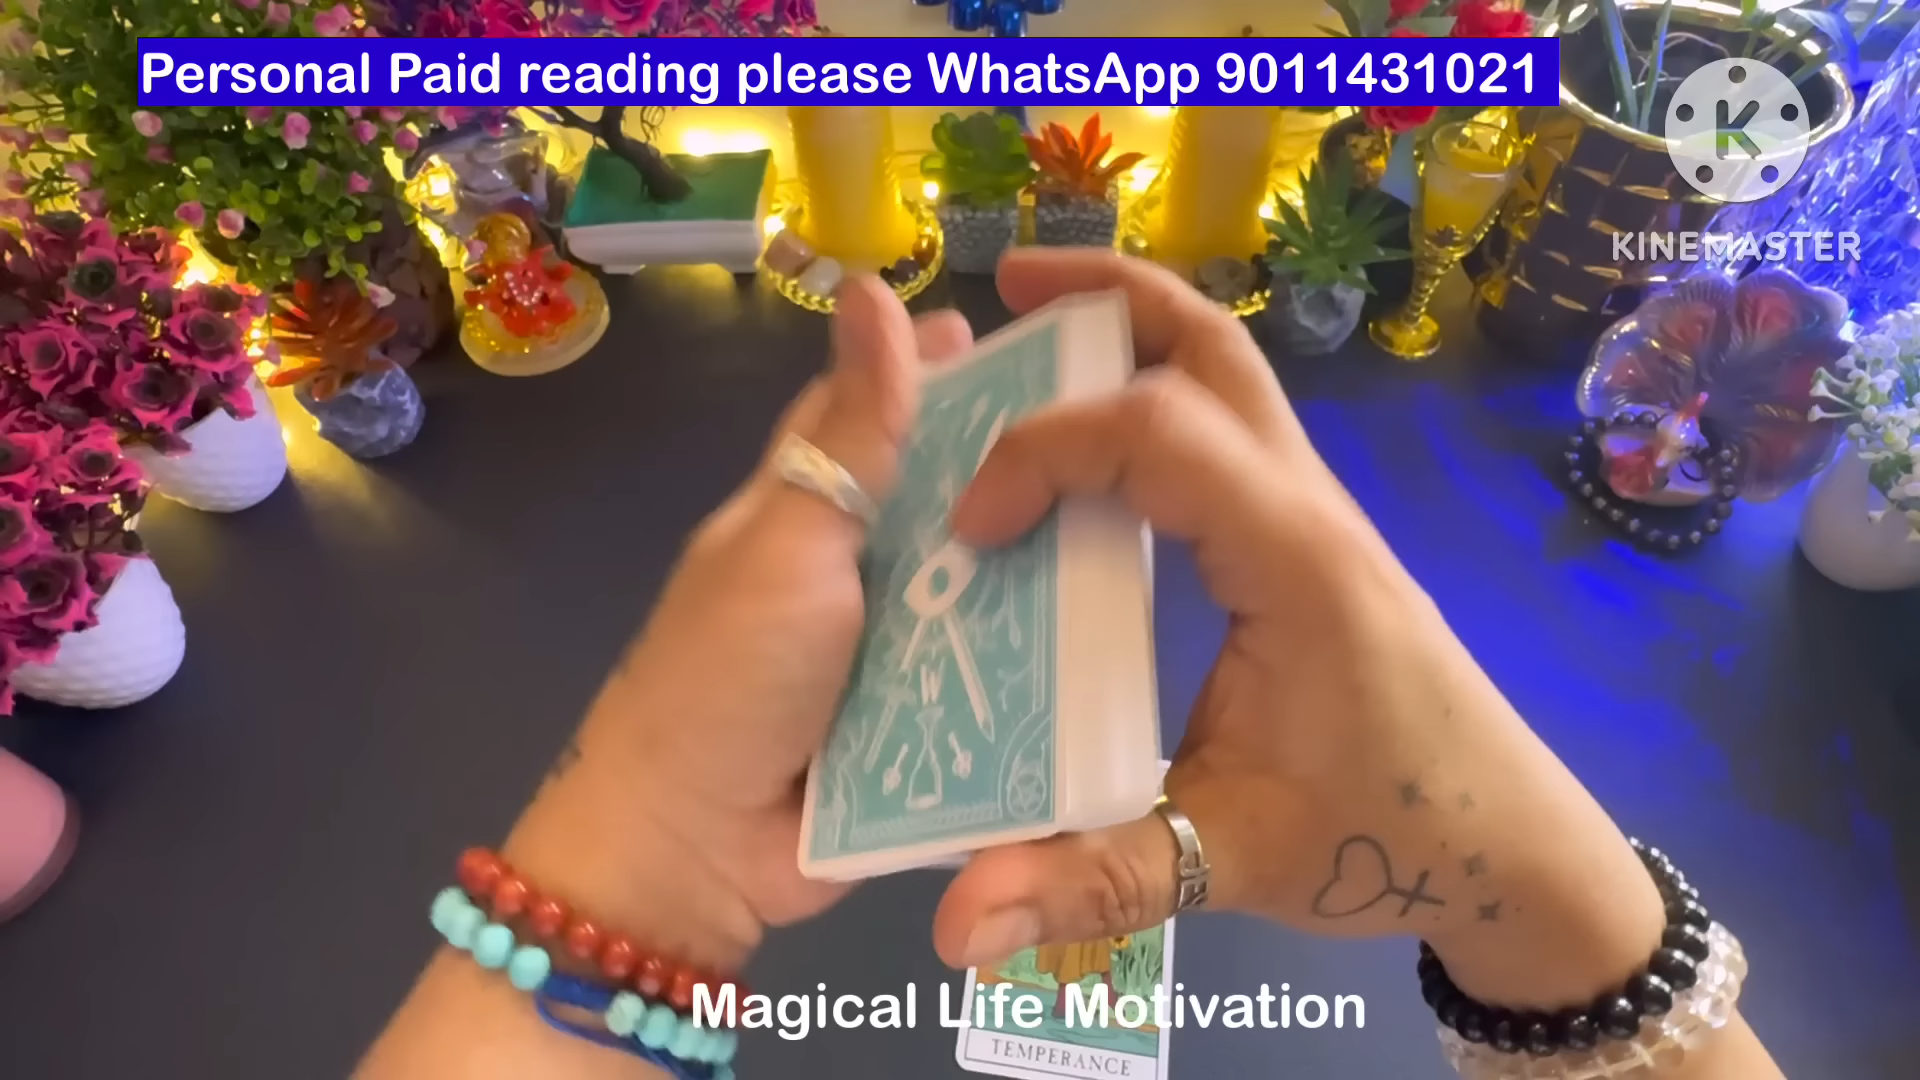 Personal Paid reading please WhatsApp 9011431021
K
KINEMASTER
W
Magical Life Motivation
TEMPERANCE